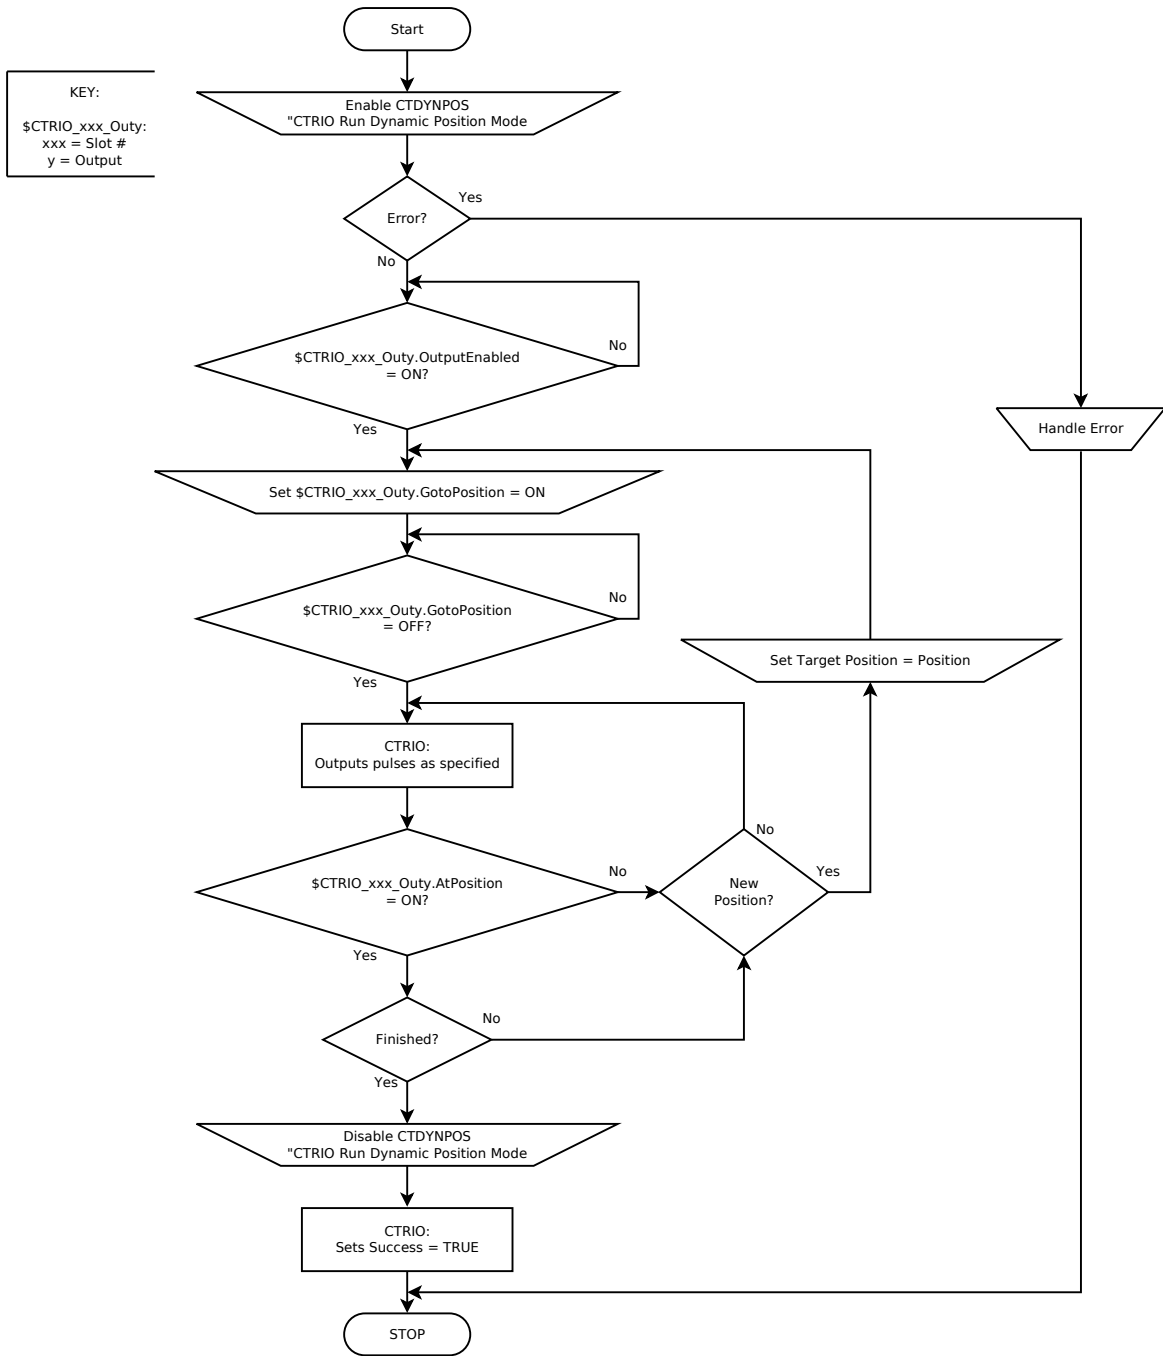 Start
KEY:
$CTRIO_xxx_Outy:
xxx = Slot #
y = Output
Enable CTDYNPOS
"CTRIO Run Dynamic Position Mode
Error?
Yes
No
$CTRIO_xxx_Outy.OutputEnabled
= ON?
No
Yes
Handle Error
Set $CTRIO_xxx_Outy.GotoPosition = ON
$CTRIO_xxx_Outy.GotoPosition
= OFF?
No
Yes
Set Target Position = Position
CTRIO:
Outputs pulses as specified
$CTRIO_xxx_Outy.AtPosition
= ON?
No
Yes
New
Position?
No
Yes
Finished?
No
Yes
Disable CTDYNPOS
"CTRIO Run Dynamic Position Mode
CTRIO:
Sets Success = TRUE
STOP